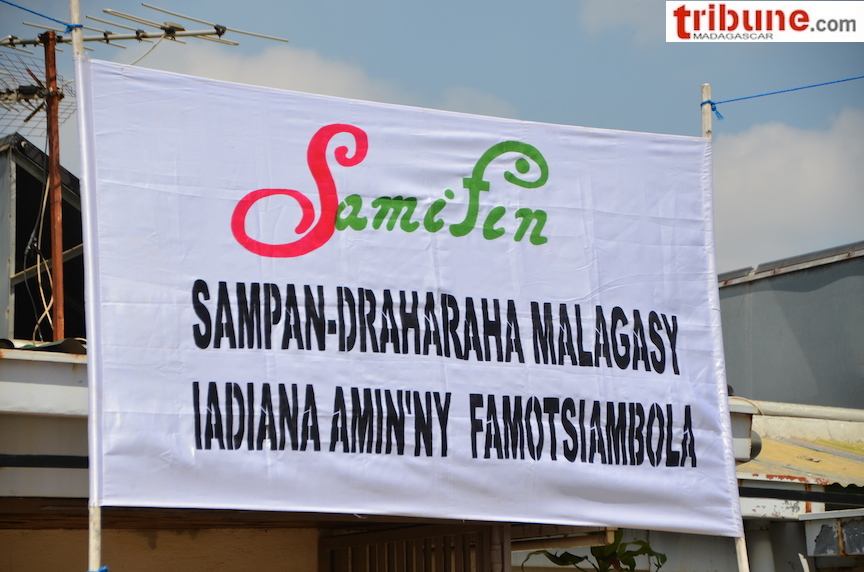 tribune.com
MADAGASCAR
Samifin
SAMPAN-DRAHARAHA MALAGASY
IADIANA AMIN'NY FAMOTSIAMBOLA